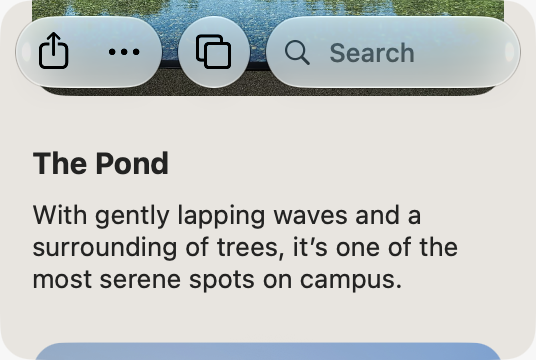 Search
The Pond
With gently lapping waves and a
surrounding of trees, it’s one of the
most serene spots on campus.